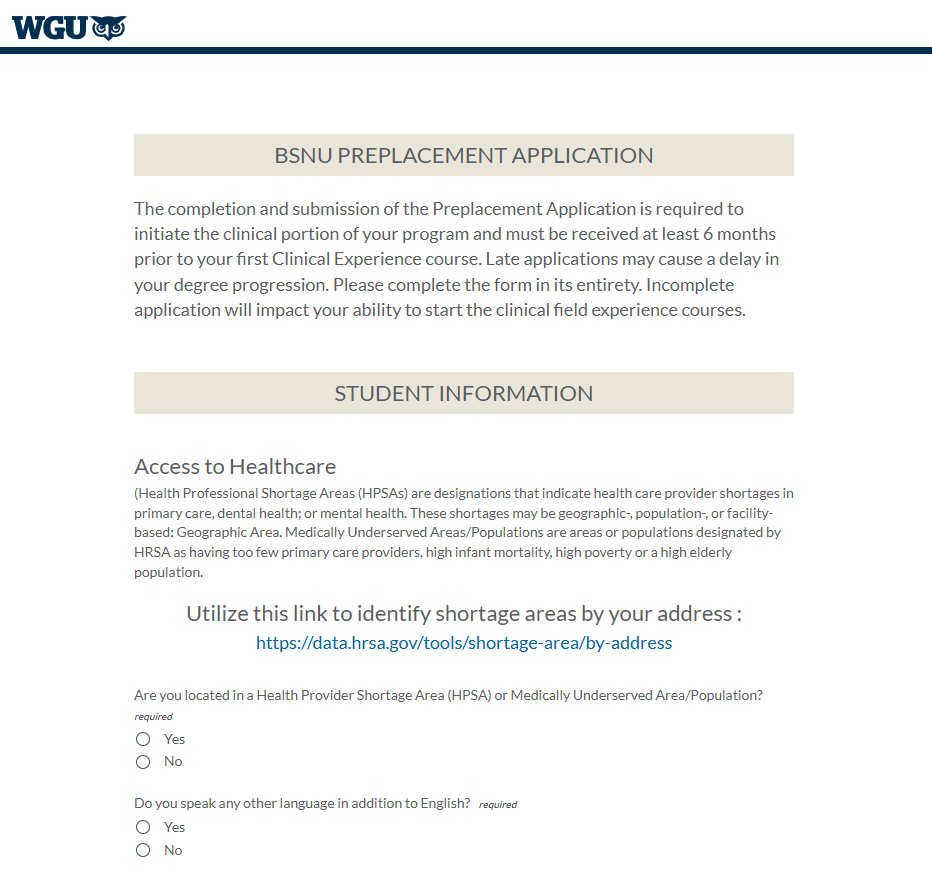 WGU
BSNU PREPLACEMENT APPLICATION
The completion and submission of the Preplacement Application is required to
initiate the clinical portion of your program and must be received at least 6 months
prior to your first Clinical Experience course. Late applications may cause a delay in
your degree progression. Please complete the form in its entirety. Incomplete
application will impact your ability to start the clinical field experience courses.
STUDENT INFORMATION
Access to Healthcare
(Health Professional Shortage Areas (HPSAs) are designations that indicate health care provider shortages in
primary care, dental health; or mental health. These shortages may be geographic-, population-, or facility-
based: Geographic Area. Medically Underserved Areas/Populations are areas or populations designated by
HRSA as having too few primary care providers, high infant mortality, high poverty or a high elderly
population.
Utilize this link to identify shortage areas by your address :
https://data.hrsa.gov/tools/shortage-area/by-address
Are you located in a Health Provider Shortage Area (HPSA) or Medically Underserved Area/Population?
required
Yes
No
Do you speak any other language in addition to English? required
Yes
No